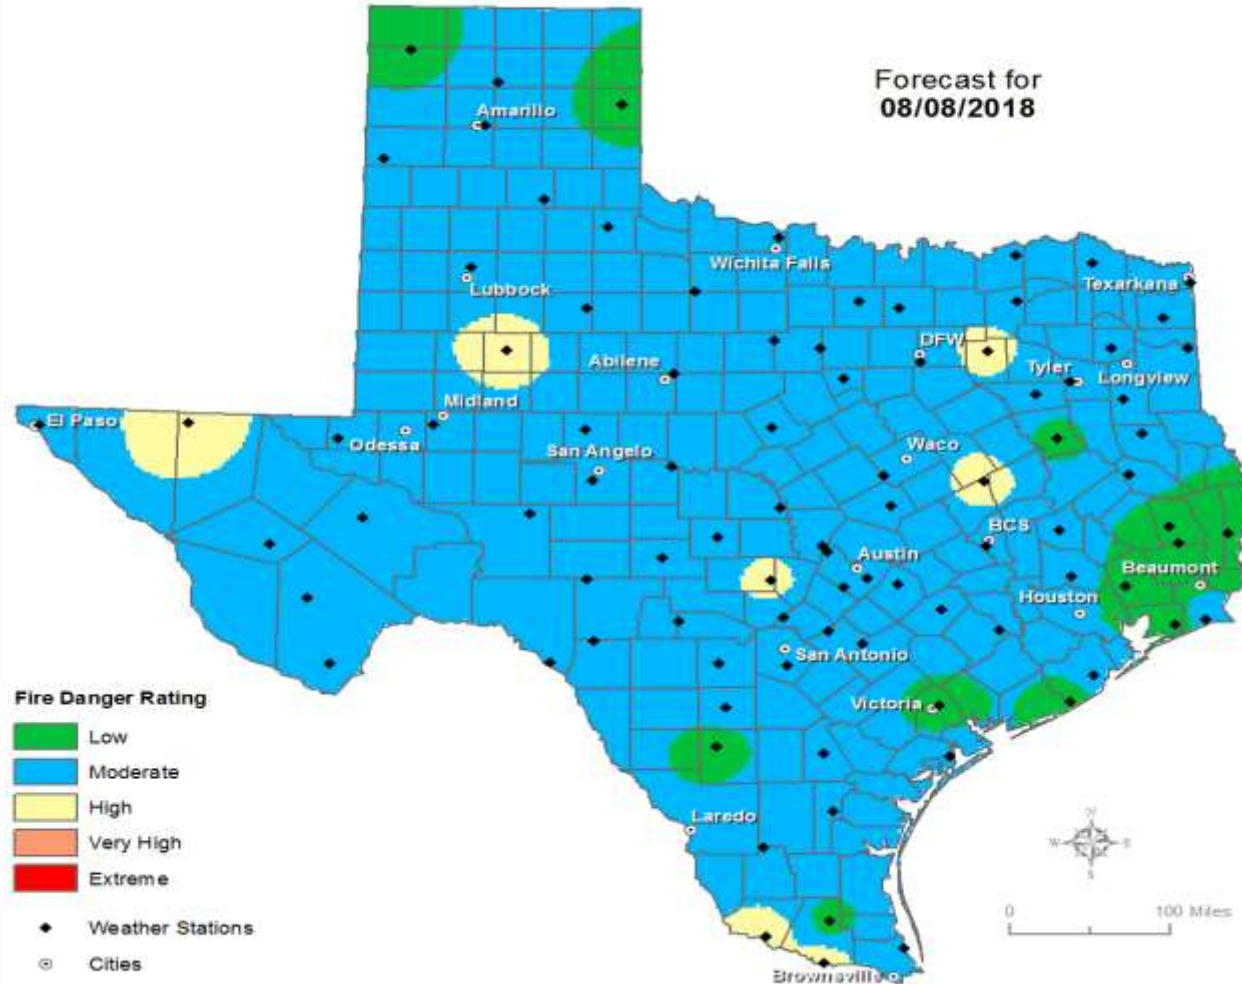 Forecast for
08/08/2018
Amarillo
Wichita Falls
Texarkana
Lubbock
DFW
Abilene
Tyler
Longview
Midland
El Paso
Odessa
San Angelo
Waco
BCS
Austin
Beaumont
Houston
San Antonio
Victoria
Laredo
Brownsville
Fire Danger Rating
Low
Moderate
High
Very High
Extreme
Weather Stations
Cities
N
W E
S
0 100 Miles